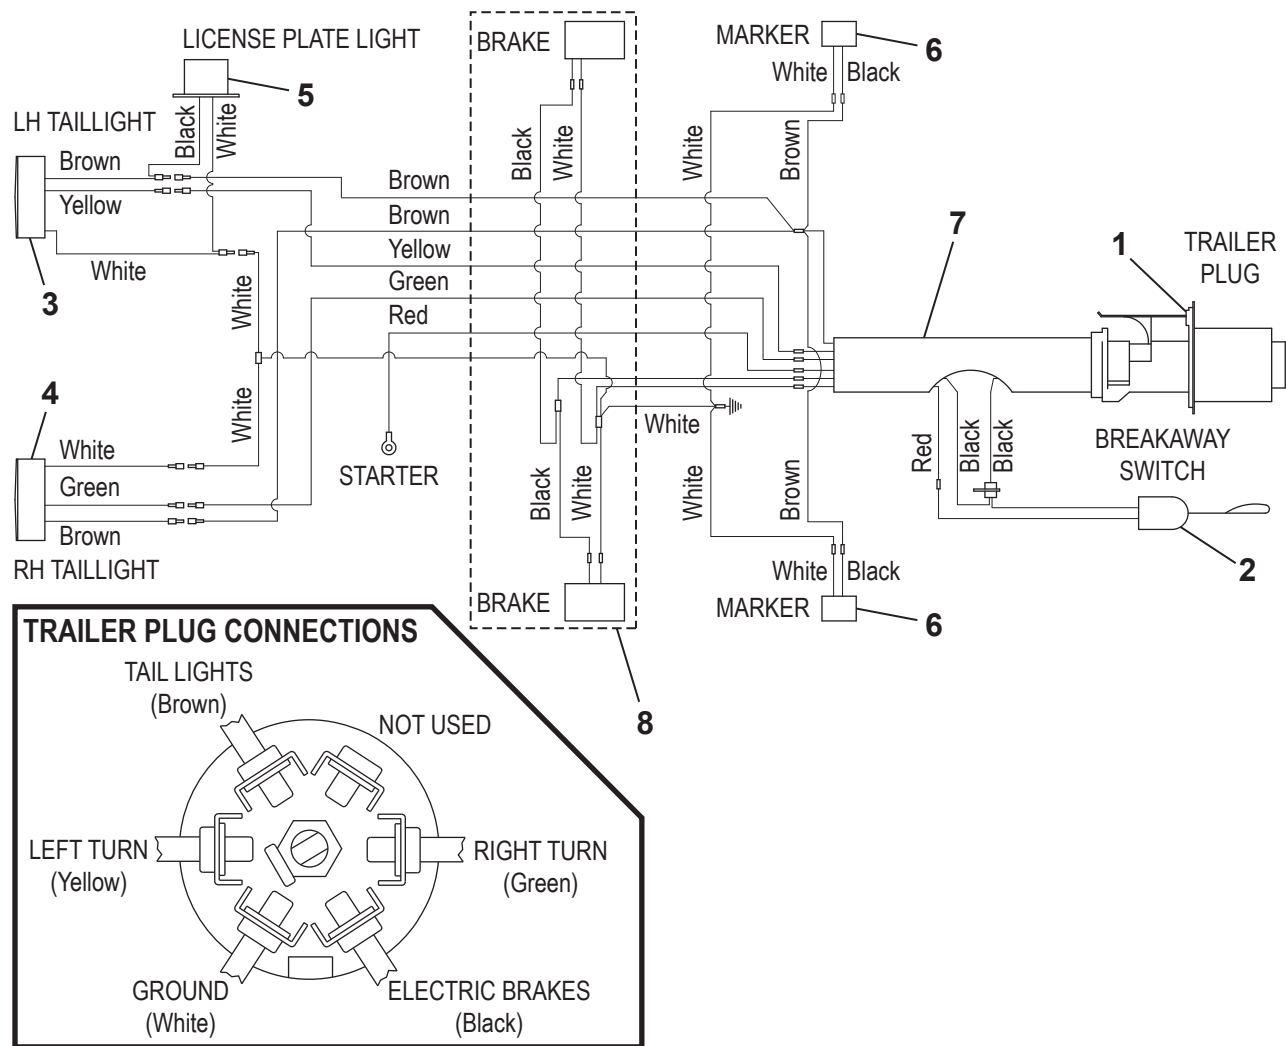 LICENSE PLATE LIGHT
5
Black
White
LH TAILLIGHT
Brown
Yellow
White
3
White
White
4
White
Green
Brown
RH TAILLIGHT
BRAKE
Black
White
Brown
Brown
Yellow
Green
Red
STARTER
Black
White
White
BRAKE
8
MARKER
6
White
Black
White
Brown
White
Brown
White
Black
MARKER
6
7
1
TRAILER
PLUG
Red
Black
Black
BREAKAWAY
SWITCH
2
TRAILER PLUG CONNECTIONS
TAIL LIGHTS
(Brown)
NOT USED
LEFT TURN
(Yellow)
RIGHT TURN
(Green)
GROUND
(White)
ELECTRIC BRAKES
(Black)